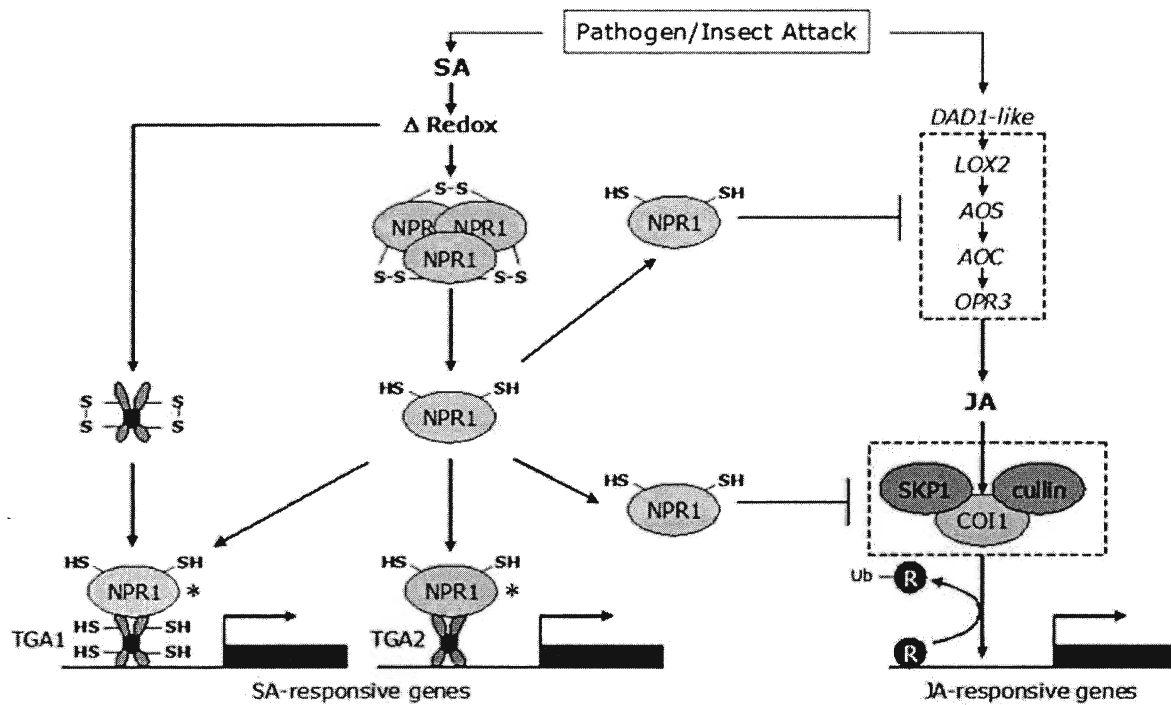 Pathogen/Insect Attack
SA
Δ Redox
DAD1-like
LOX2
AOS
AOC
OPR3
S-S
NPR NPR1
NPR1
S-S S-S
HS SH
NPR1
HS SH
NPR1
JA
S S
S S
HS SH
NPR1
SKP1 cullin
COI1
HS SH
NPR1 *
TGA1 HS SH
HS SH
HS SH
NPR1 *
TGA2
Ub R
R
SA-responsive genes
JA-responsive genes